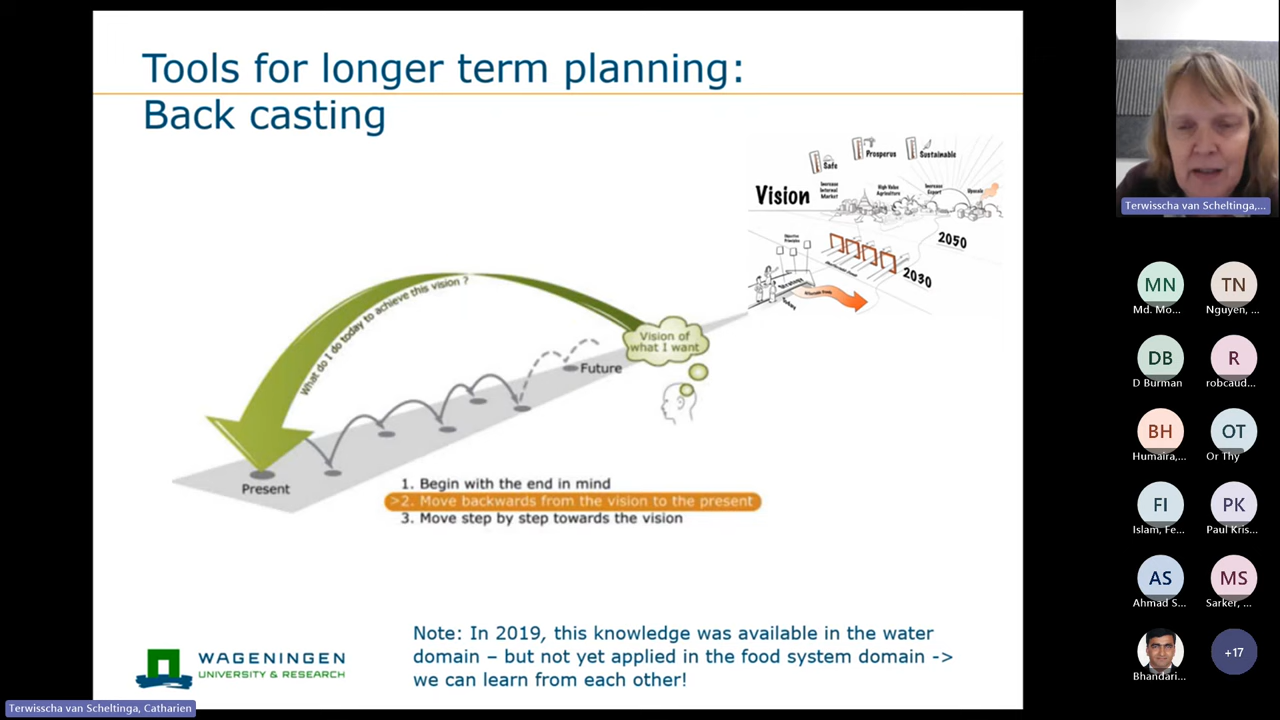 Tools for longer term planning:
Back casting
Safe
Prosperus
Sustainable
Vision
Increase
Internal
Market
High Value
Agriculture
Increase
Export
Upscale
2050
2030
Today
What do I do today to achieve this vision ?
Vision of
what I want
Future
Present
1. Begin with the end in mind
>2. Move backwards from the vision to the present
3. Move step by step towards the vision
WAGENINGEN
UNIVERSITY & RESEARCH
Note: In 2019, this knowledge was available in the water
domain – but not yet applied in the food system domain ->
we can learn from each other!
Terwisscha van Scheltinga, Catharien
Terwisscha van Scheltinga,...
MN
Md. Mo...
TN
Nguyen, ...
DB
D Burman
R
robcaud...
BH
Humaira,...
OT
Or Thy
FI
Islam, Fe...
PK
Paul Kris...
AS
Ahmad S...
MS
Sarker, ...
Bhandari...
+17